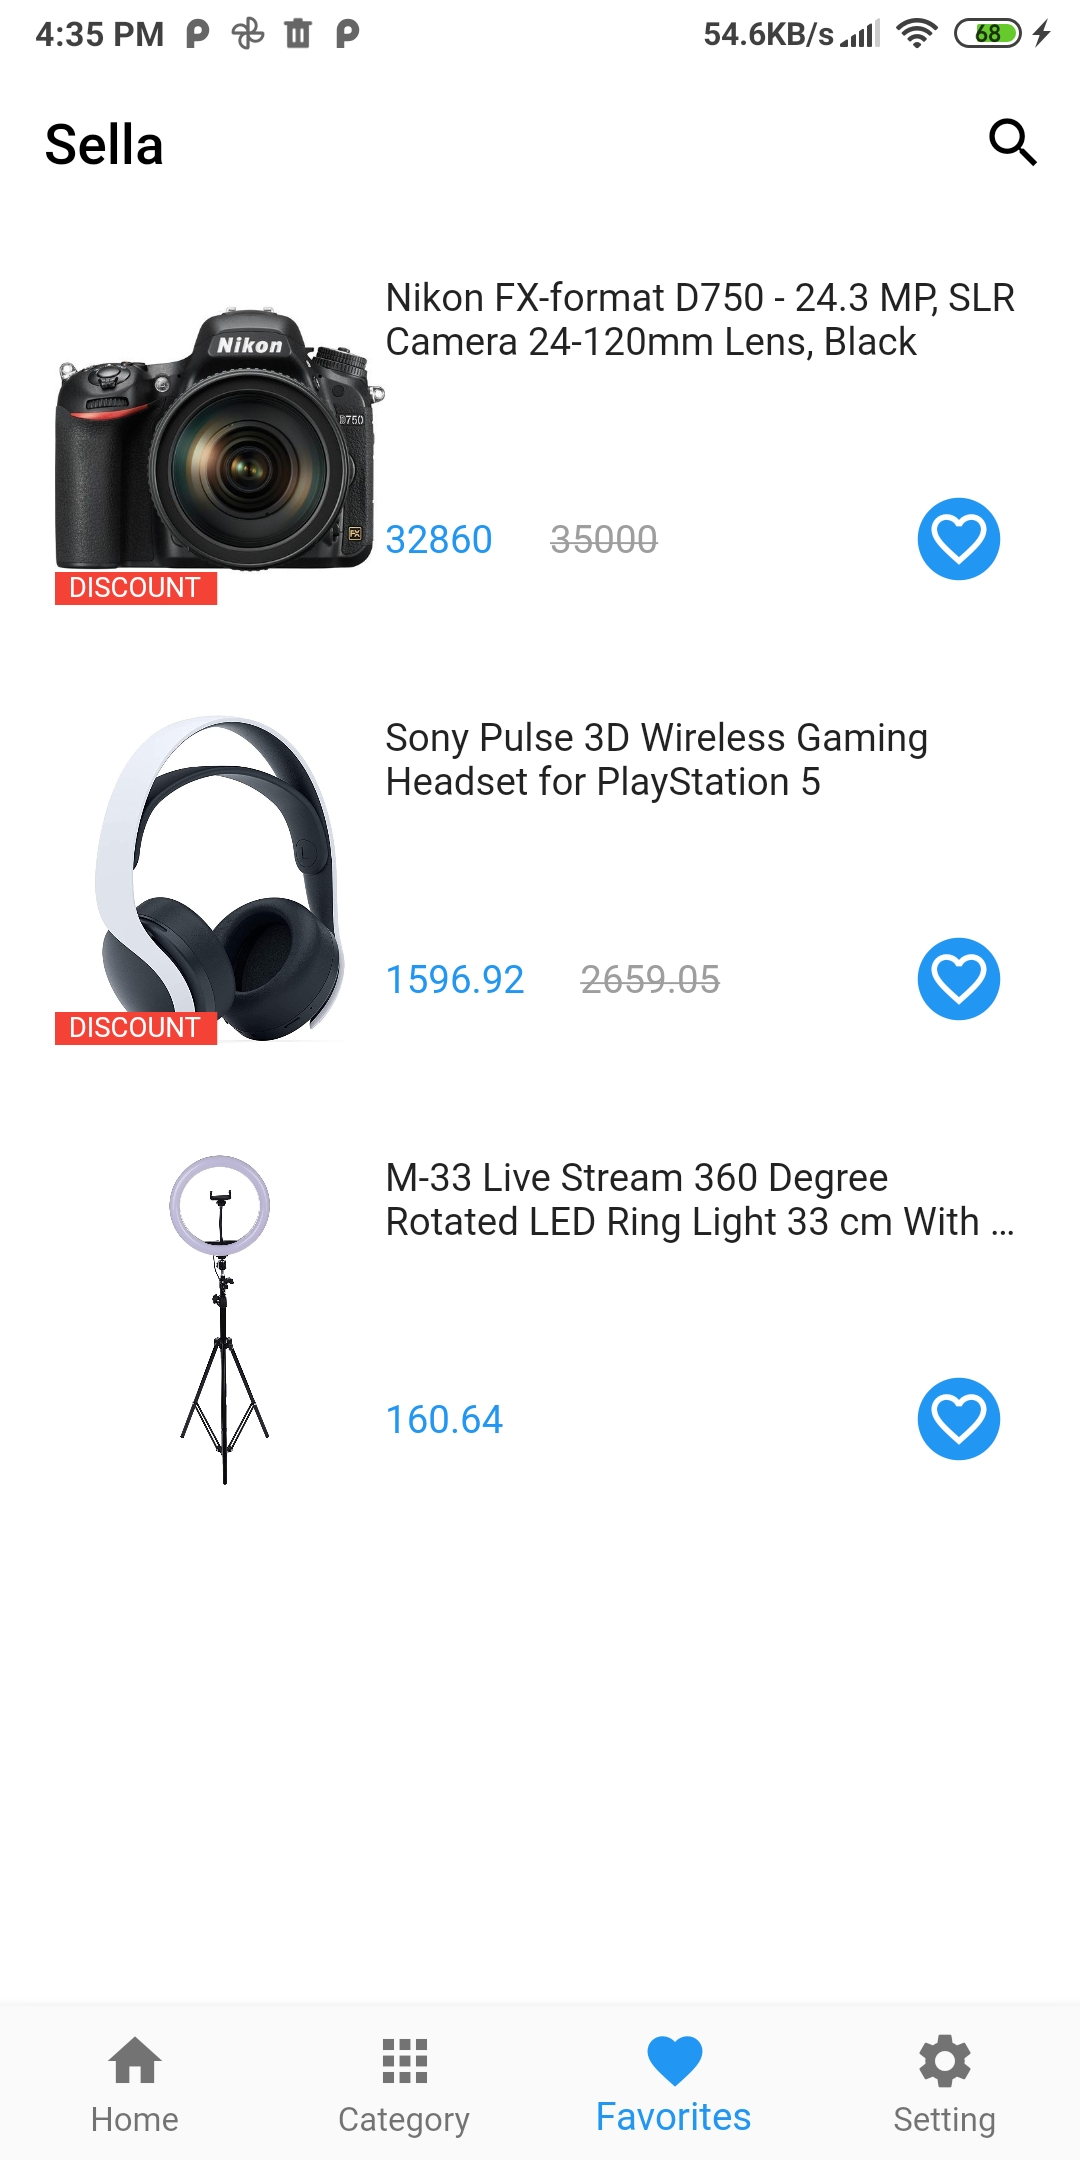 4:35 PM
54.6KB/s
68
Sella
Nikon FX-format D750 - 24.3 MP, SLR
Camera 24-120mm Lens, Black
Nikon
D750
FX
32860 35000
DISCOUNT
Sony Pulse 3D Wireless Gaming
Headset for PlayStation 5
L
1596.92 2659.05
DISCOUNT
M-33 Live Stream 360 Degree
Rotated LED Ring Light 33 cm With ...
160.64
Home
Category
Favorites
Setting